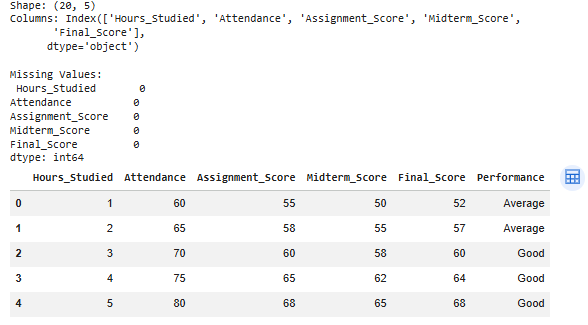 Shape: (20, 5)
Columns: Index(['Hours_Studied', 'Attendance', 'Assignment_Score', 'Midterm_Score',
'Final_Score'],
dtype='object')
Missing Values:
Hours_Studied 0
Attendance 0
Assignment_Score 0
Midterm_Score 0
Final_Score 0
dtype: int64
Hours_Studied Attendance Assignment_Score Midterm_Score Final_Score Performance
0 1 60 55 50 52 Average
1 2 65 58 55 57 Average
2 3 70 60 58 60 Good
3 4 75 65 62 64 Good
4 5 80 68 65 68 Good